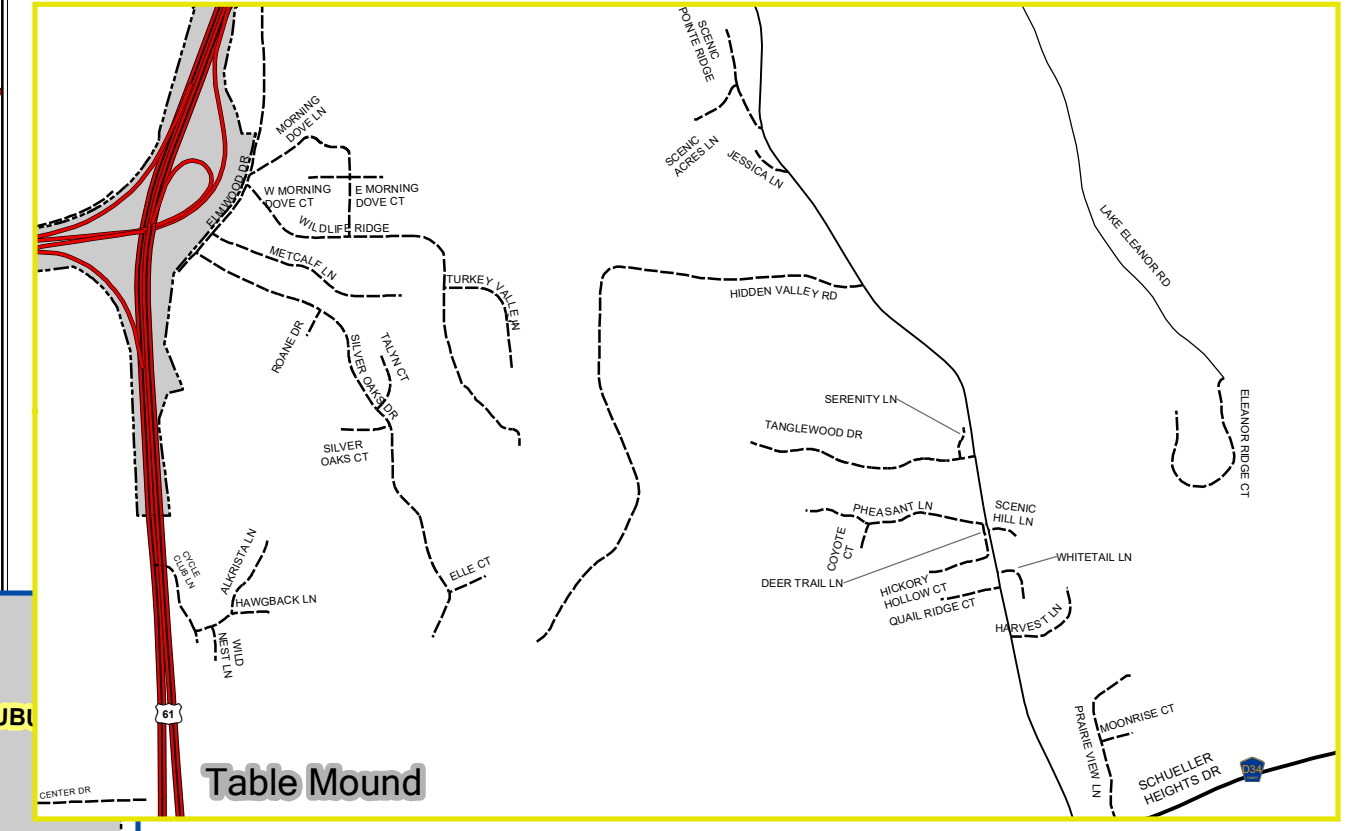 SCENIC
POINTE RIDGE
MORNING
DOVE LN
SCENIC
ACRES LN
JESSICA LN
ELMWOOD DR
W MORNING
DOVE CT
E MORNING
DOVE CT
WILDLIFE RIDGE
METCALF LN
TURKEY VALLE
LAKE ELEANOR RD
HIDDEN VALLEY RD
ROANE DR
SILVER OAKS DR
TALYN CT
SERENITY LN
TANGLEWOOD DR
ELEANOR RIDGE CT
SILVER
OAKS CT
PHEASANT LN
SCENIC
HILL LN
COYOTE
CT
WHITETAIL LN
DEER TRAIL LN
HICKORY
HOLLOW CT
QUAIL RIDGE CT
HARVEST LN
CYCLE
CLUB LN
ALKRISTA LN
ELLE CT
HAWGBACK LN
WILD
NEST LN
61
PRAIRIE VIEW LN
MOONRISE CT
SCHUELLER
HEIGHTS DR
D34
Table Mound
CENTER DR